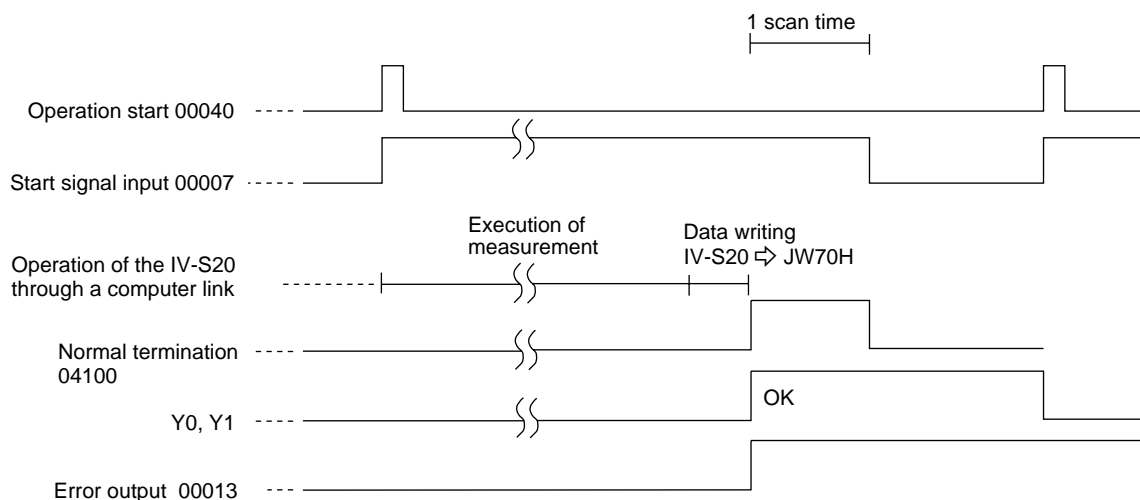 1 scan time
Operation start 00040
Start signal input 00007
Execution of
measurement
Data writing
IV-S20 ⇨ JW70H
Operation of the IV-S20
through a computer link
Normal termination
04100
OK
Y0, Y1
Error output 00013